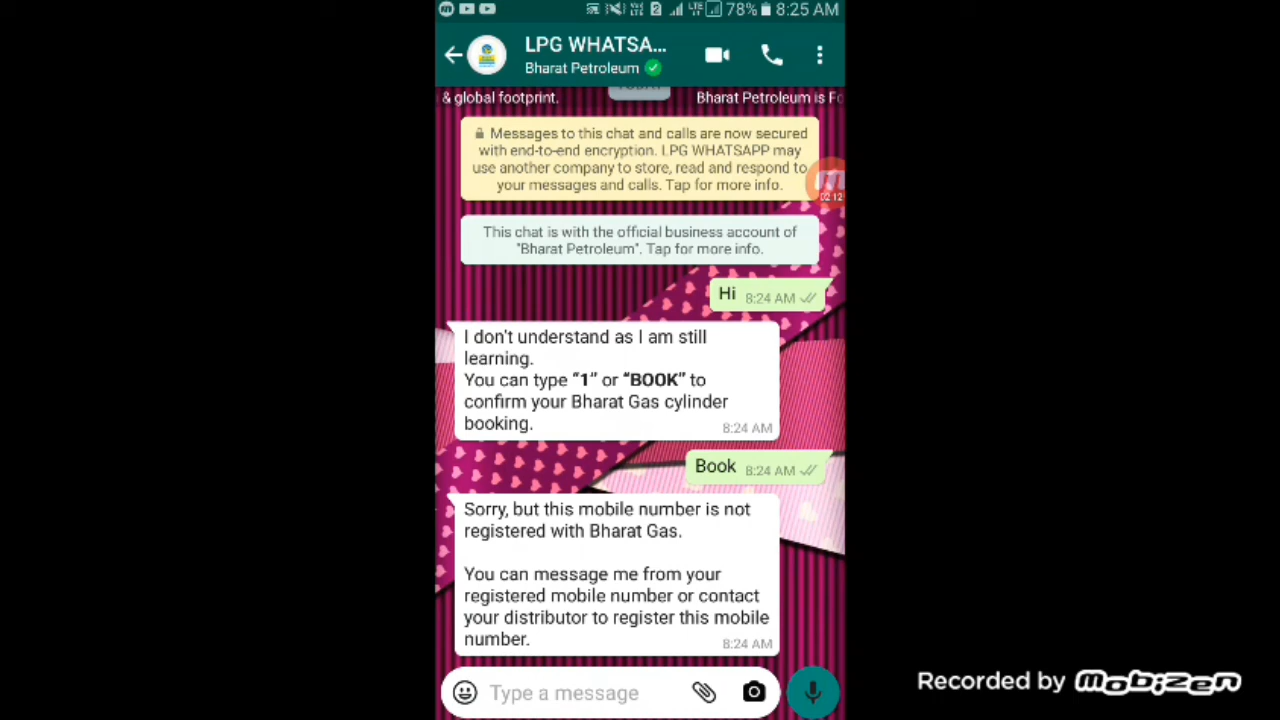 78% 8:25 AM
LPG WHATSA...
Bharat Petroleum
& global footprint. Bharat Petroleum is Fo
Messages to this chat and calls are now secured
with end-to-end encryption. LPG WHATSAPP may
use another company to store, read and respond to
your messages and calls. Tap for more info.
02:12
This chat is with the official business account of
"Bharat Petroleum". Tap for more info.
Hi 8:24 AM
I don't understand as I am still
learning.
You can type “1” or “BOOK” to
confirm your Bharat Gas cylinder
booking.
8:24 AM
Book 8:24 AM
Sorry, but this mobile number is not
registered with Bharat Gas.
You can message me from your
registered mobile number or contact
your distributor to register this mobile
number.
8:24 AM
Type a message
Recorded by mobizen